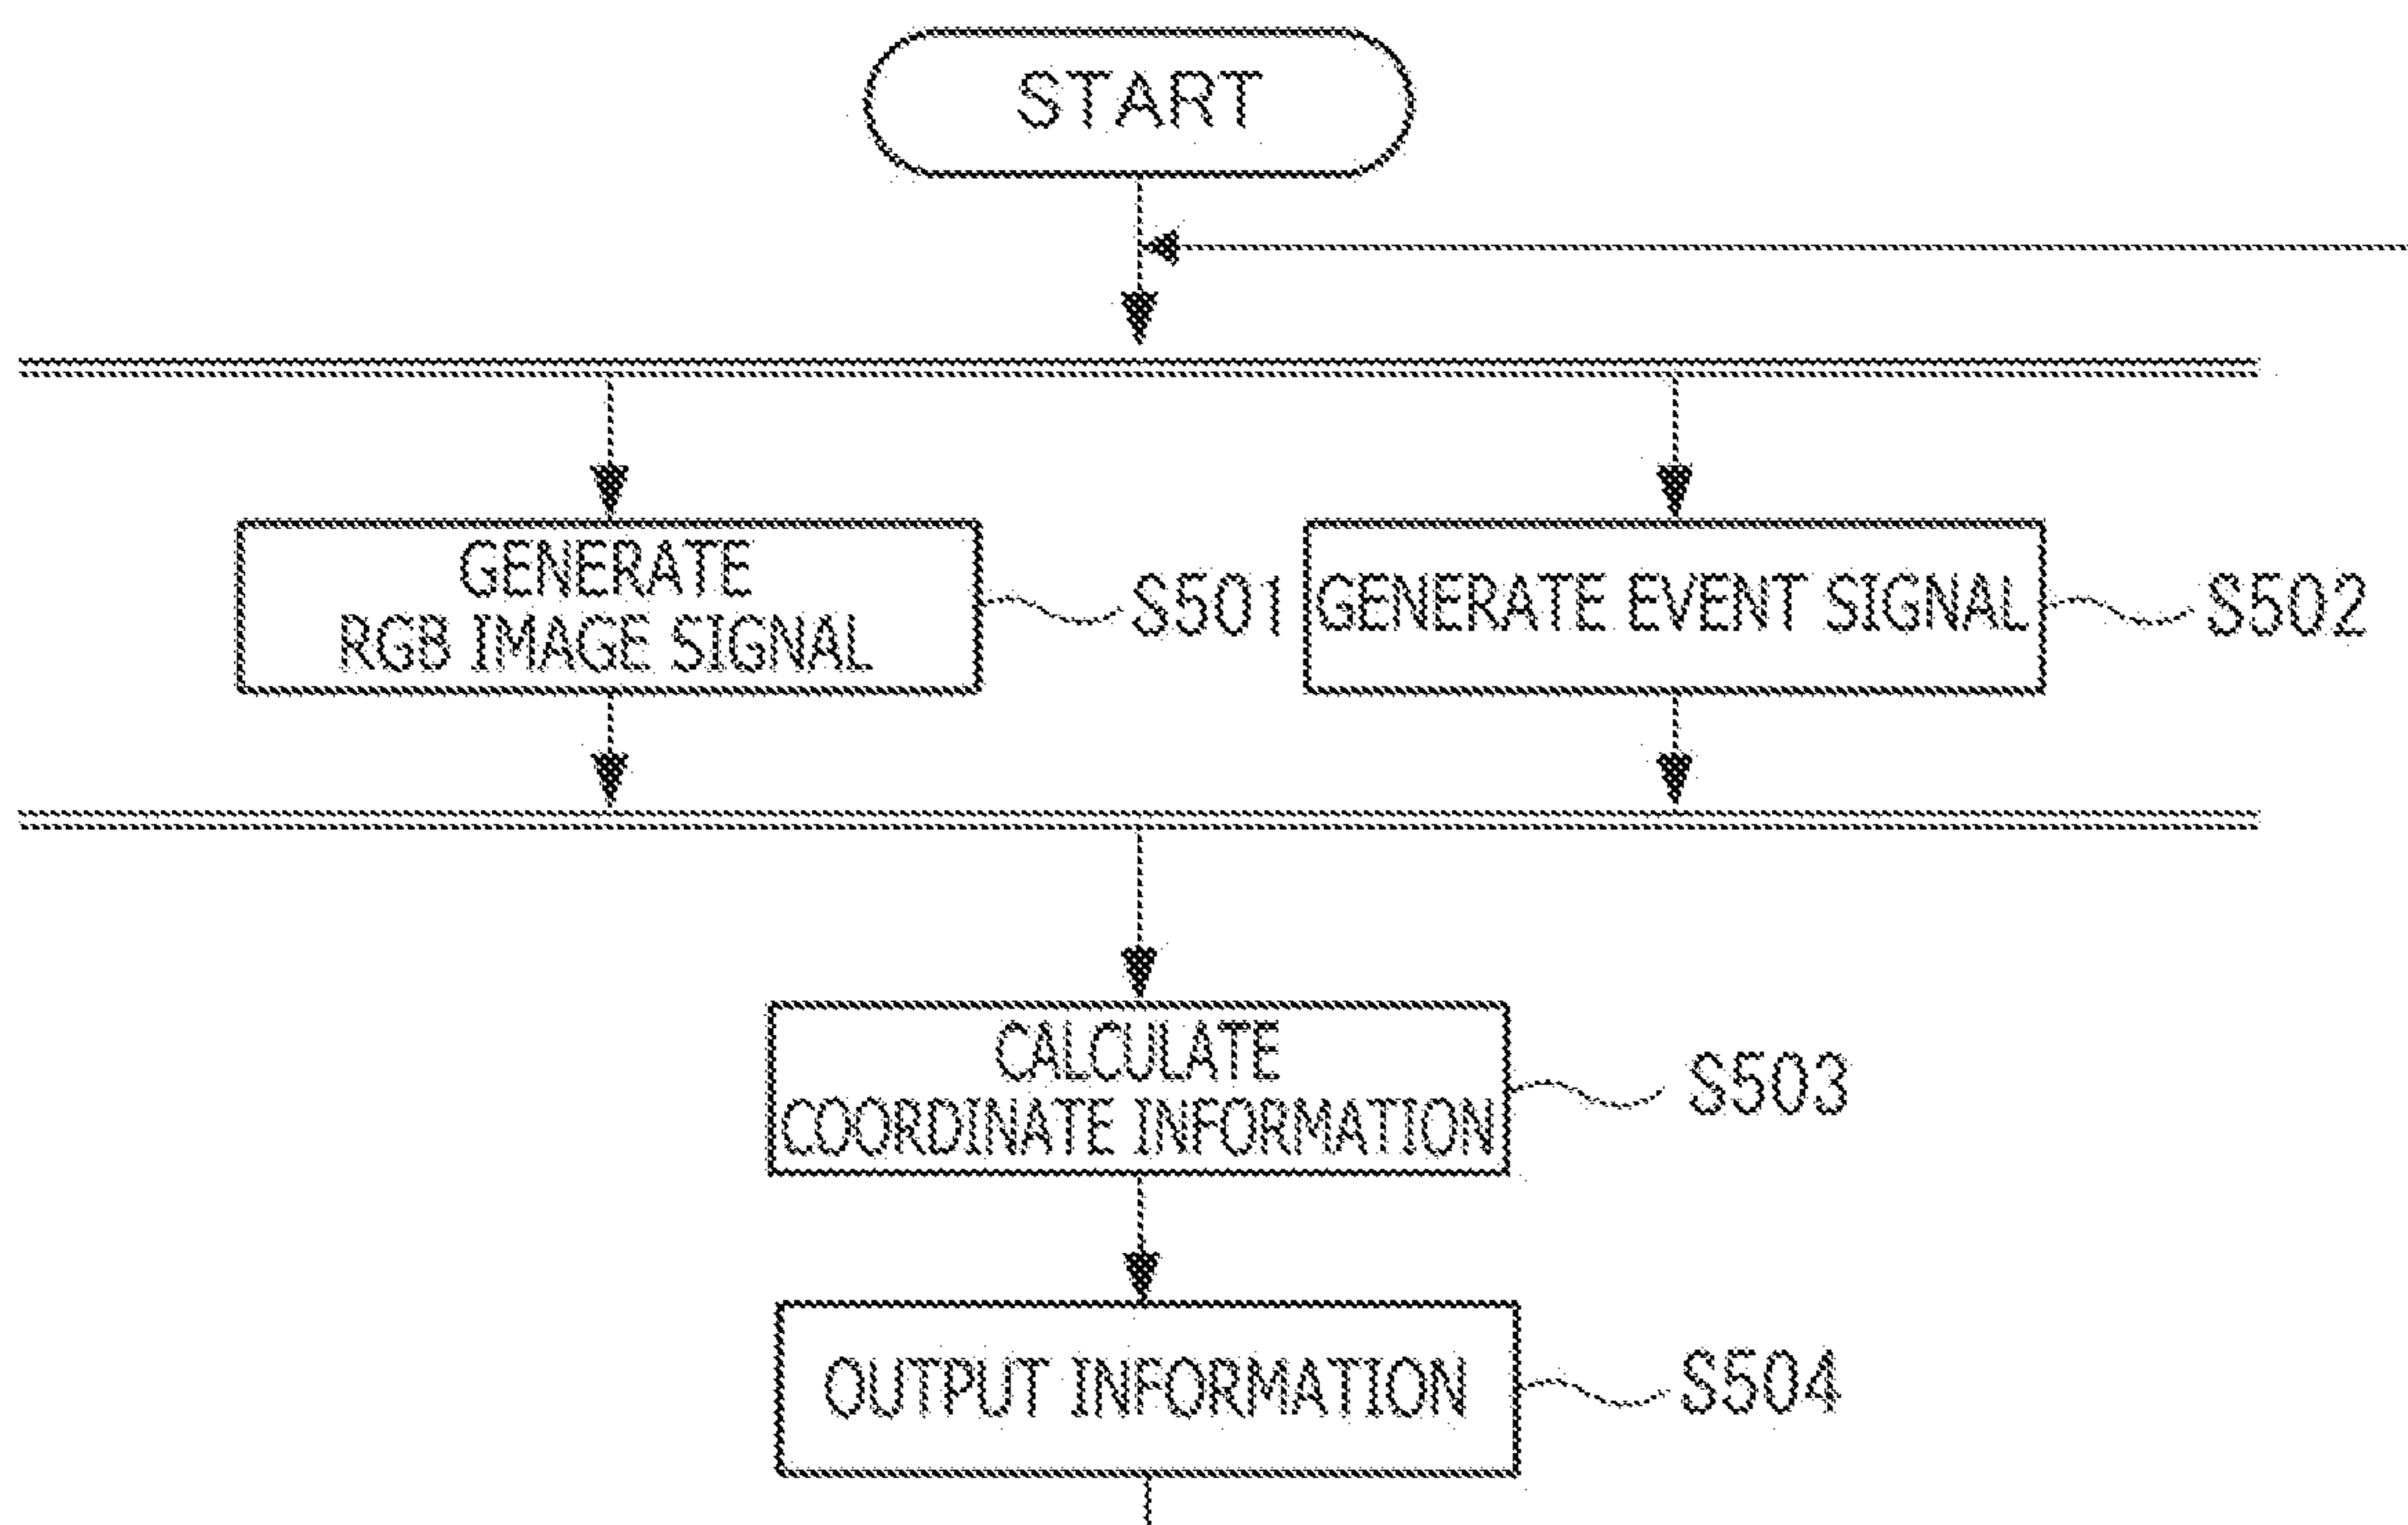 START
GENERATE
RGB IMAGE SIGNAL
S501
GENERATE EVENT SIGNAL
S502
CALCULATE
COORDINATE INFORMATION
S503
OUTPUT INFORMATION
S504